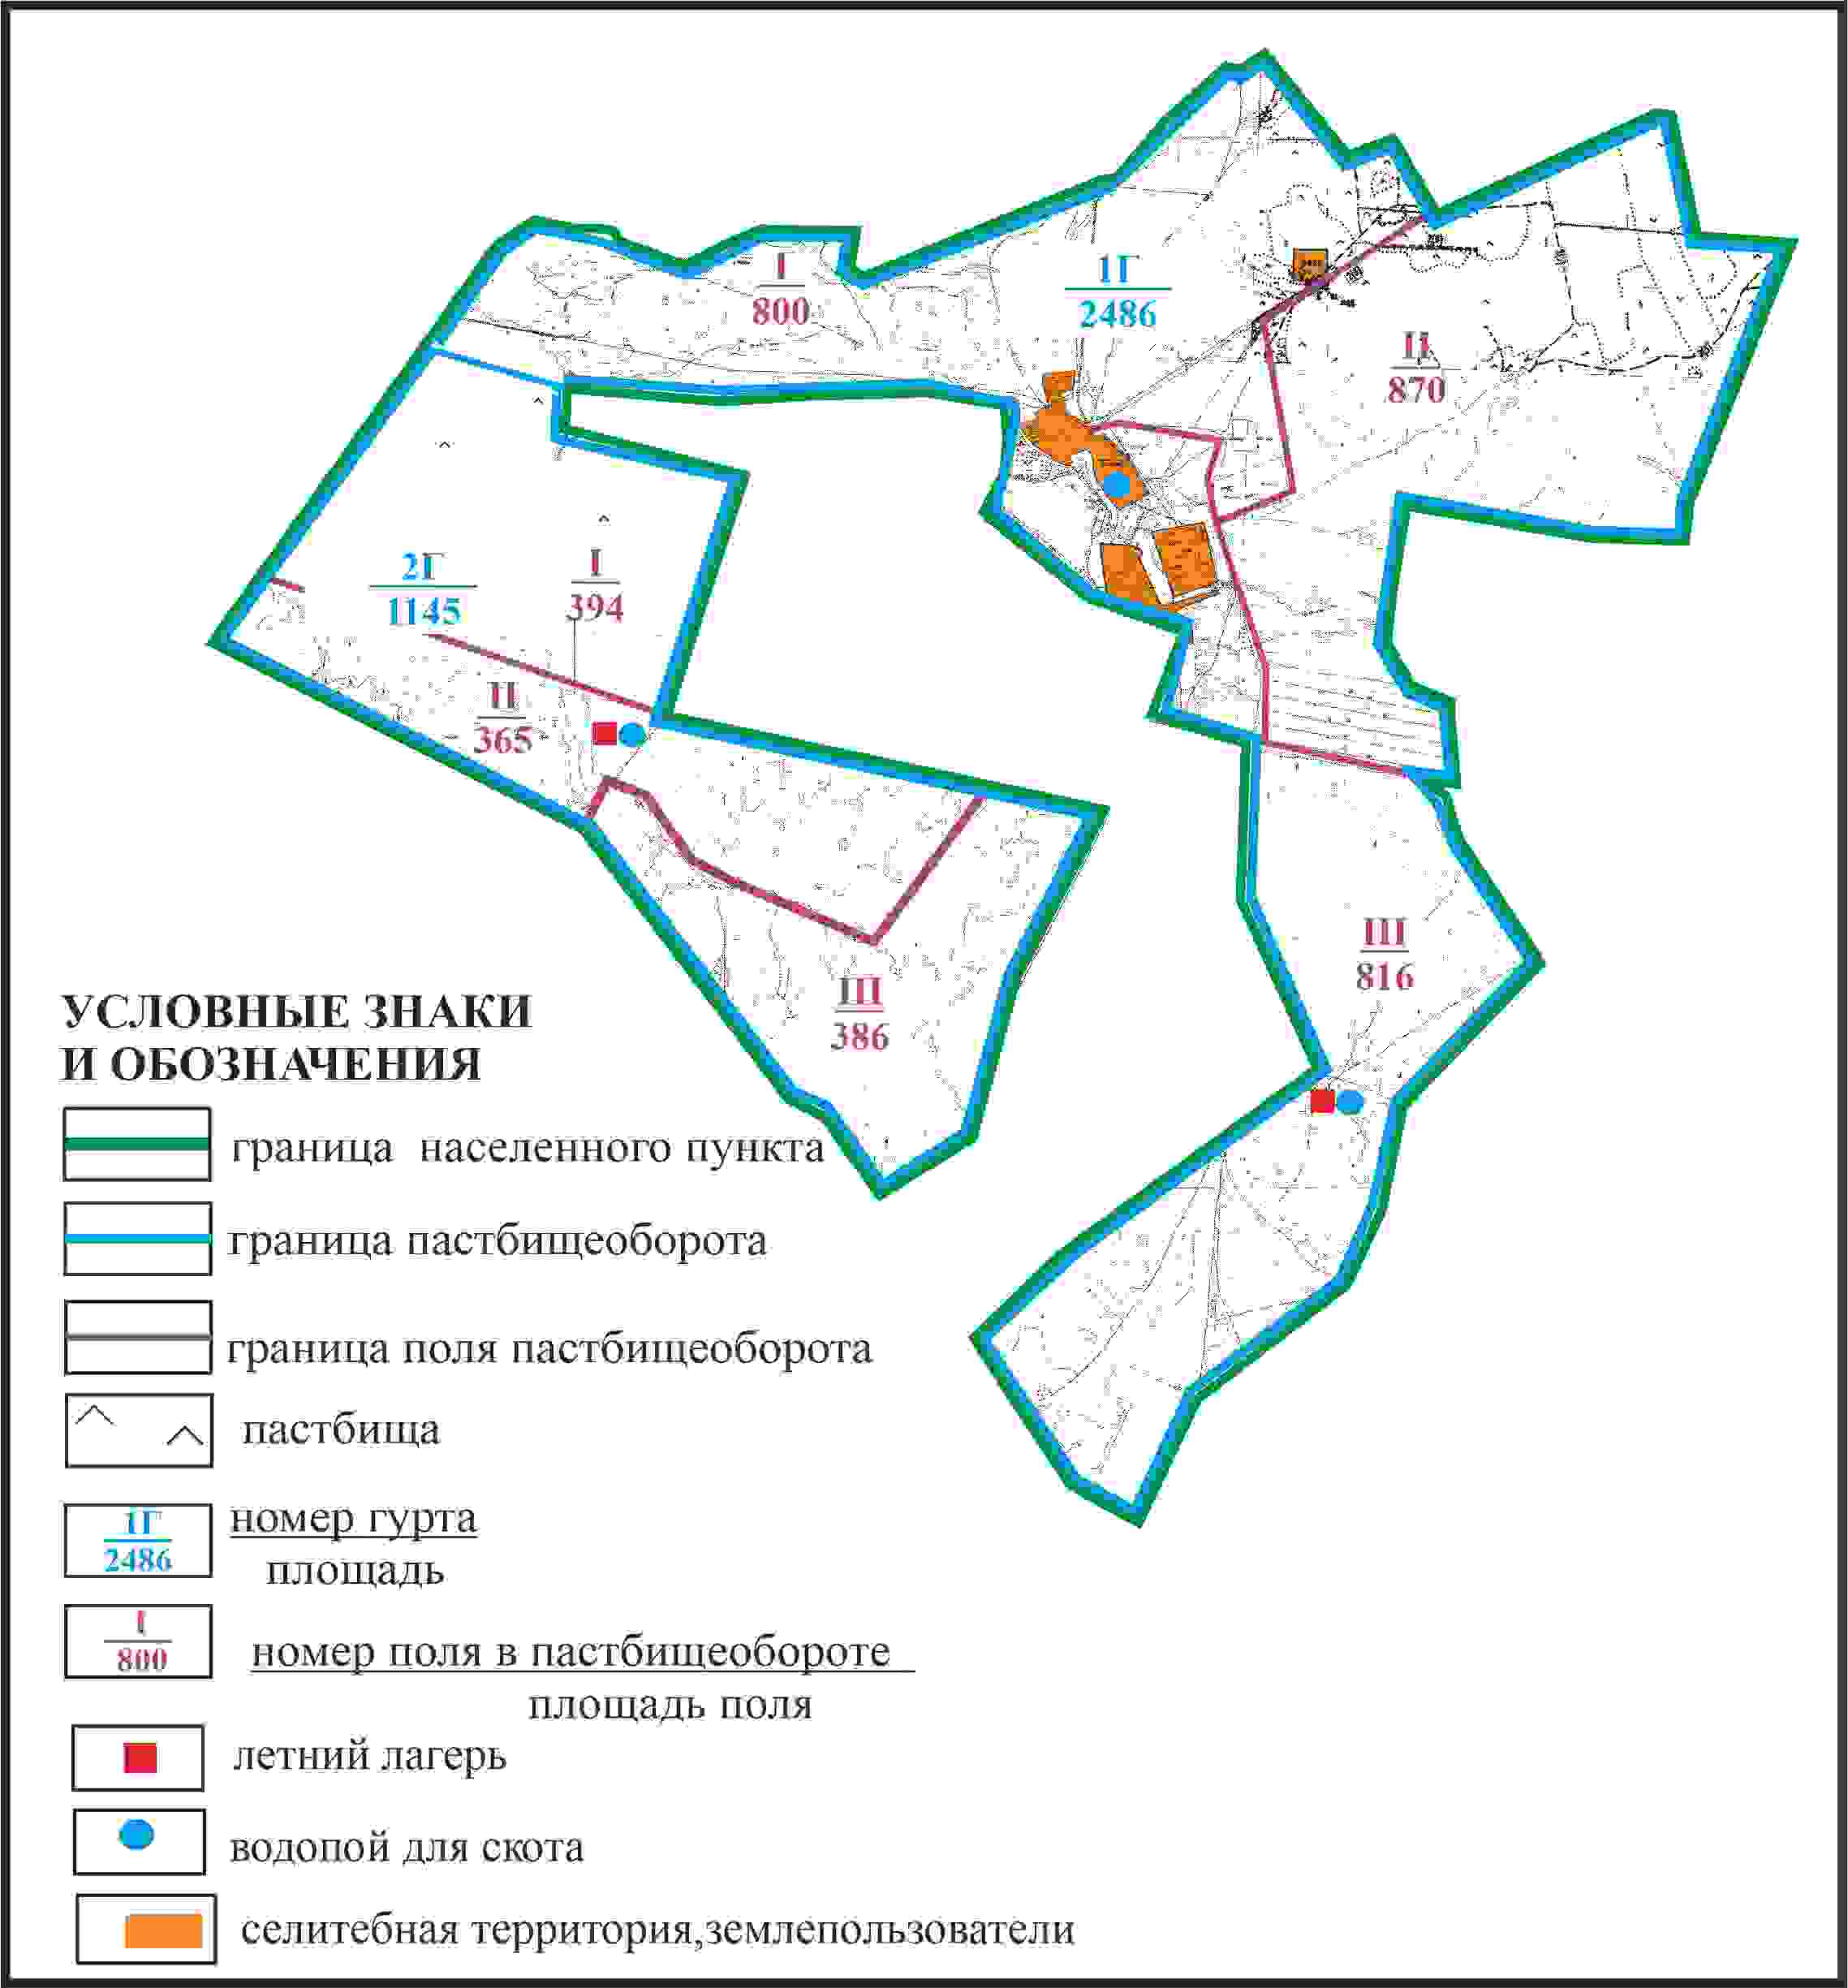 I
800
1Г
2486
II
870
2Г
1145
I
394
II
365
III
816
III
386
УСЛОВНЫЕ ЗНАКИ
И ОБОЗНАЧЕНИЯ
граница населенного пункта
граница пастбищеоборота
граница поля пастбищеоборота
пастбища
1Г
2486
номер гурта
площадь
I
800
номер поля в пастбищеобороте
площадь поля
летний лагерь
водопой для скота
селитебная территория,землепользователи